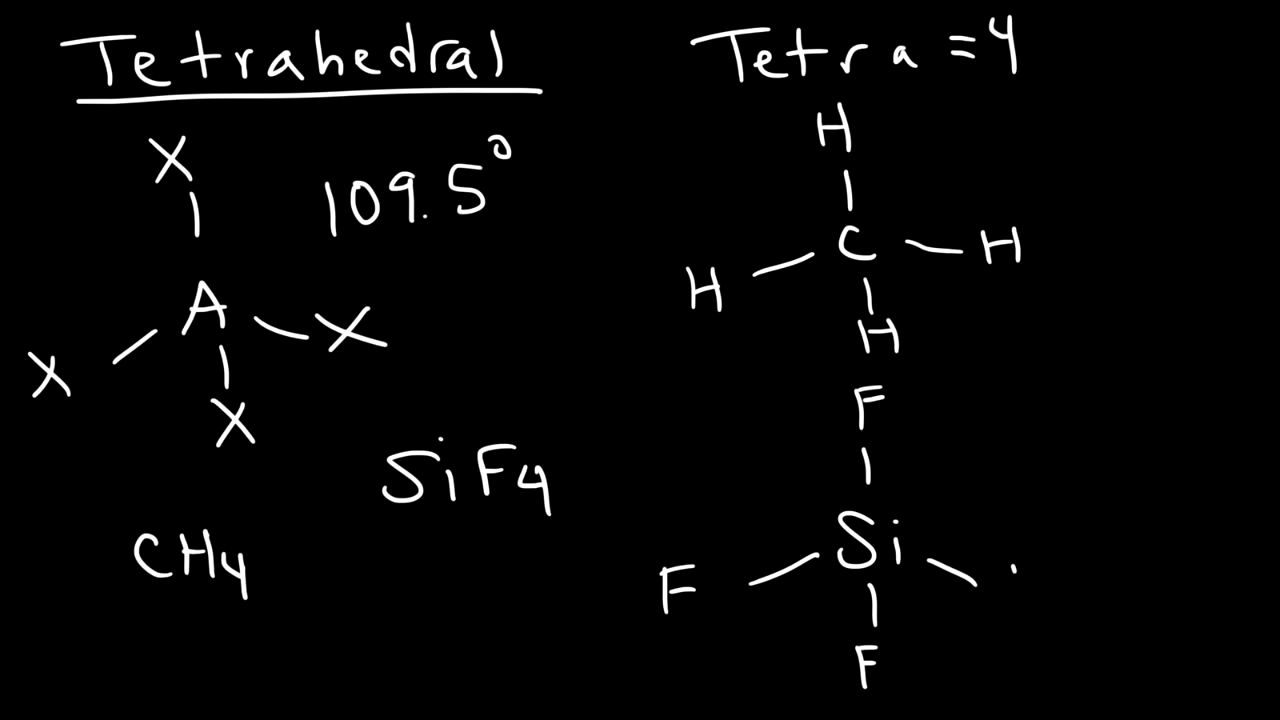 Tetrahedral
X
109.5°
A
X
X
X
SiF4
CH4
Tetra = 4
H
C
H
H
H
F
Si
F
F